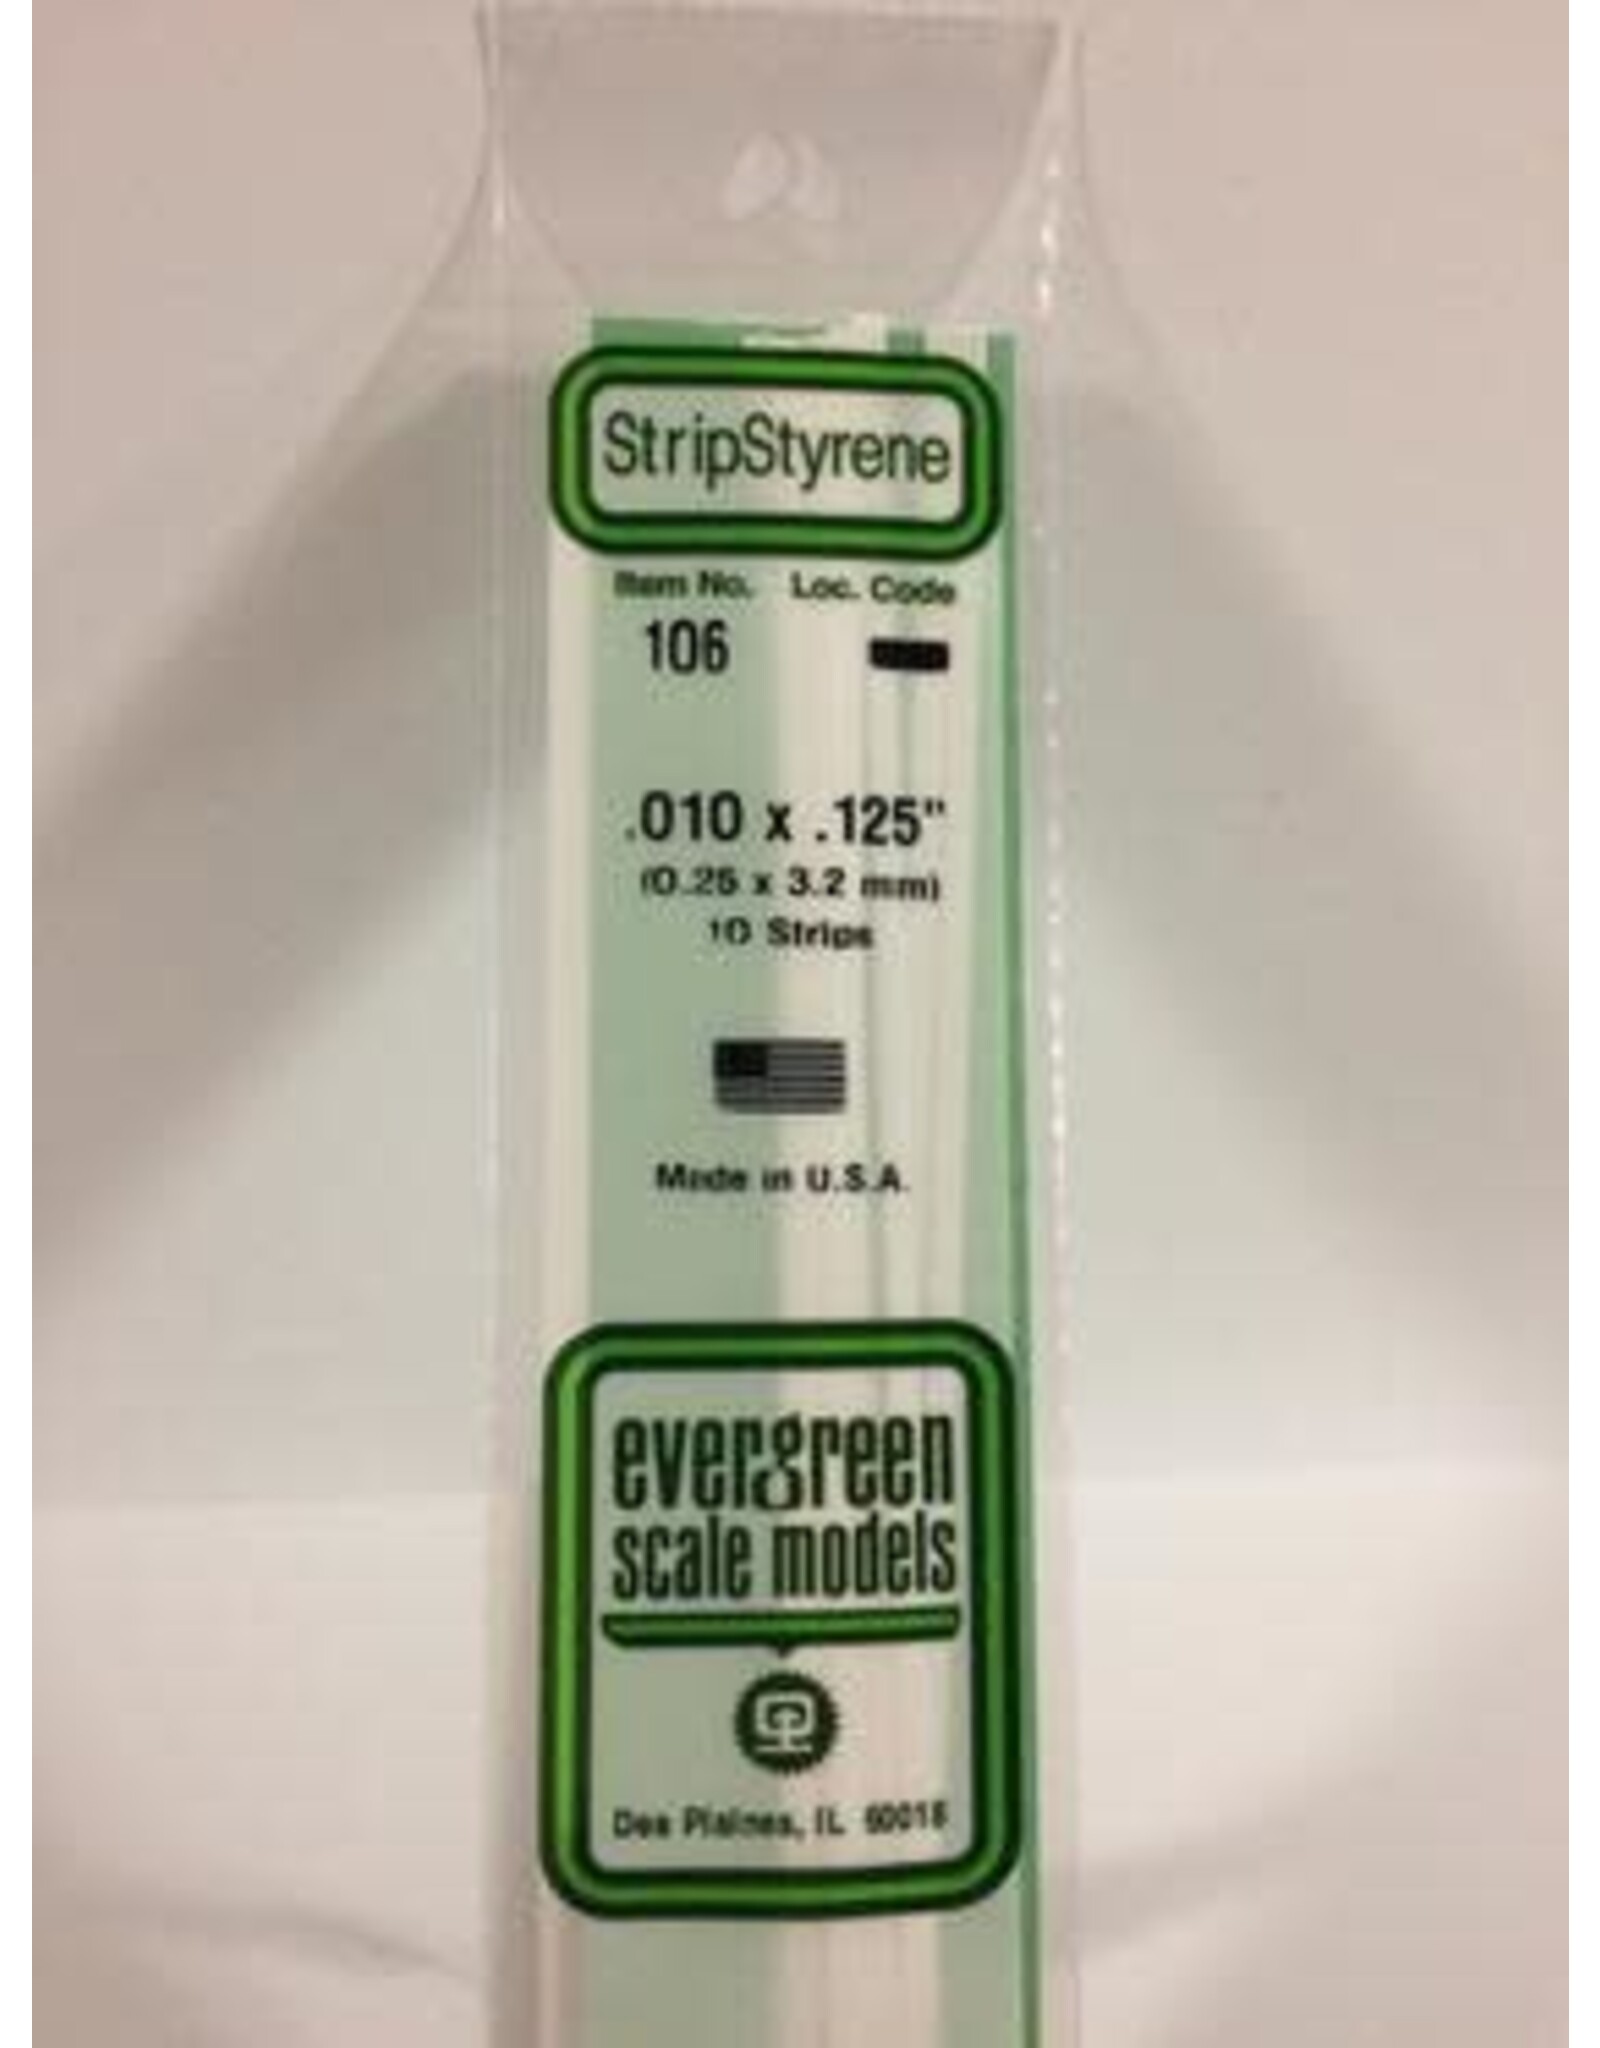 StripStyrene
Item No. Loc. Code
106
.010 x .125"
(0.25 x 3.2 mm)
10 Strips
Made in U.S.A.
evergreen
scale models
Des Plaines, IL 60018